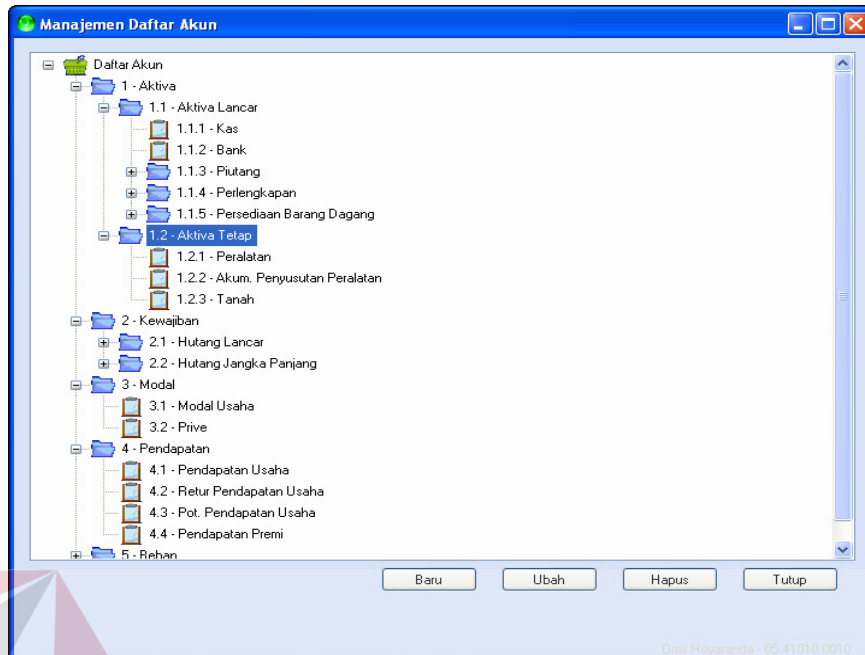 Manajemen Daftar Akun
Daftar Akun
1 - Aktiva
1.1 - Aktiva Lancar
1.1.1 - Kas
1.1.2 - Bank
1.1.3 - Piutang
1.1.4 - Perlengkapan
1.1.5 - Persediaan Barang Dagang
1.2 - Aktiva Tetap
1.2.1 - Peralatan
1.2.2 - Akum. Penyusutan Peralatan
1.2.3 - Tanah
2 - Kewajiban
2.1 - Hutang Lancar
2.2 - Hutang Jangka Panjang
3 - Modal
3.1 - Modal Usaha
3.2 - Prive
4 - Pendapatan
4.1 - Pendapatan Usaha
4.2 - Retur Pendapatan Usaha
4.3 - Pot. Pendapatan Usaha
4.4 - Pendapatan Premi
5 - Beban
Baru Ubah Hapus Tutup
- 05.41010.0010